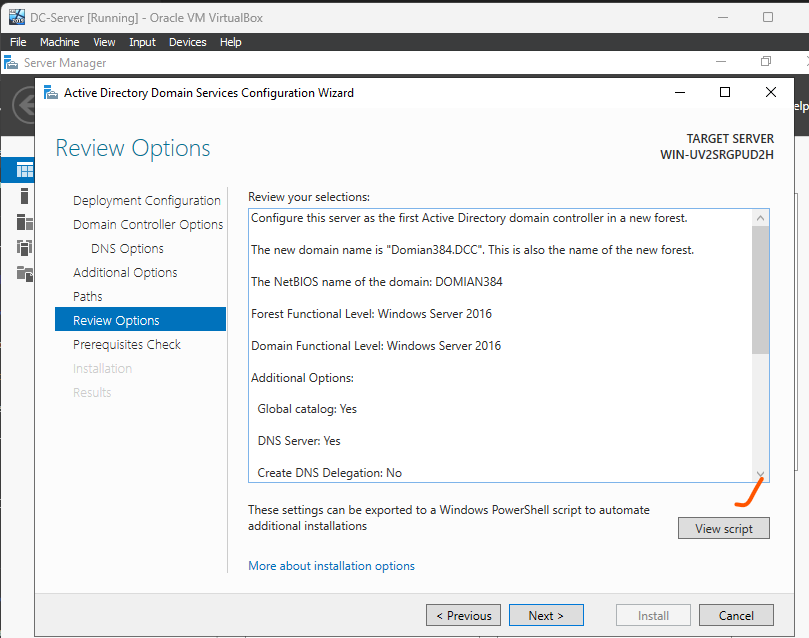 DC-Server [Running] - Oracle VM VirtualBox
File Machine View Input Devices Help
Server Manager
Active Directory Domain Services Configuration Wizard
Review Options
TARGET SERVER
WIN-UV2SRGPUD2H
Deployment Configuration
Domain Controller Options
DNS Options
Additional Options
Paths
Review Options
Prerequisites Check
Installation
Results
Review your selections:
Configure this server as the first Active Directory domain controller in a new forest.
The new domain name is "Domian384.DCC". This is also the name of the new forest.
The NetBIOS name of the domain: DOMIAN384
Forest Functional Level: Windows Server 2016
Domain Functional Level: Windows Server 2016
Additional Options:
Global catalog: Yes
DNS Server: Yes
Create DNS Delegation: No
These settings can be exported to a Windows PowerShell script to automate
additional installations
View script
More about installation options
< Previous Next > Install Cancel